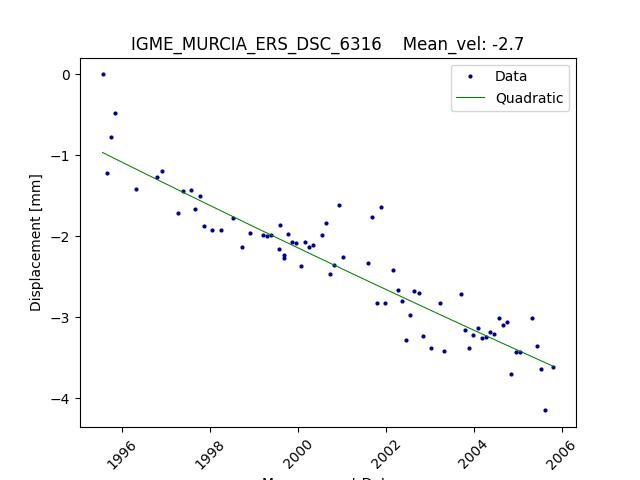 IGME_MURCIA_ERS_DSC_6316 Mean_vel: -2.7
Data
Quadratic
0
−1
−2
−3
−4
Displacement [mm]
1996
1998
2000
2002
2004
2006